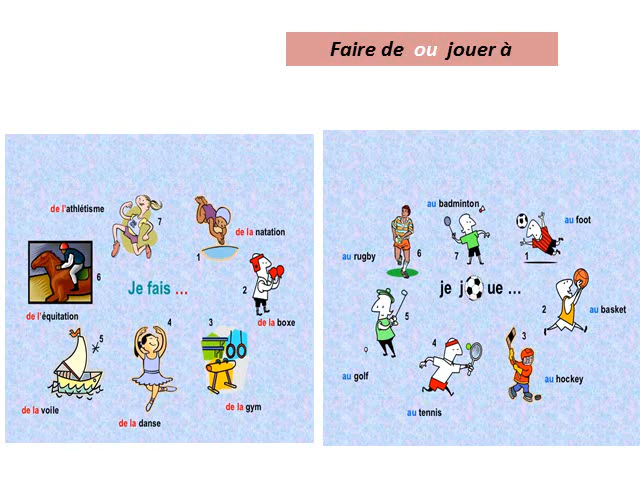 Faire de ou jouer à
de l'athlétisme
7
de la natation
1
6
Je fais …
2
de l'équitation
de la boxe
4
3
5
de la voile
de la gym
de la danse
au badminton
au foot
au rugby
6
7
1
je j ue …
2
au basket
5
4
3
au golf
au hockey
au tennis